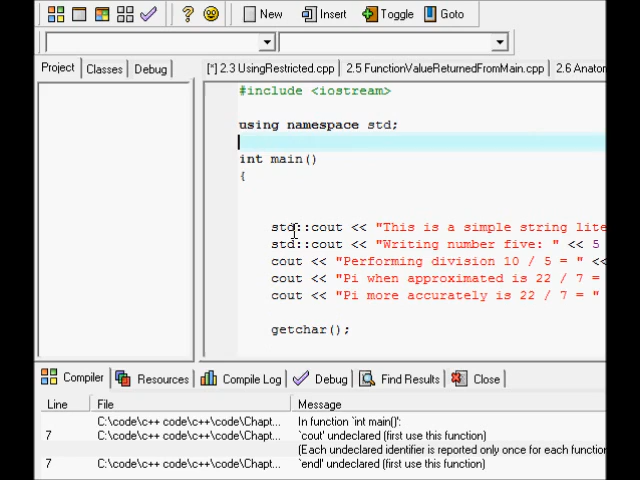 New Insert Toggle Goto
Project Classes Debug [*] 2.3 UsingRestricted.cpp 2.5 FunctionValueReturnedFromMain.cpp 2.6 Anatom
#include <iostream>
using namespace std;
int main()
{
std::cout << "This is a simple string lite
std::cout << "Writing number five: " << 5
cout << "Performing division 10 / 5 = " <<
cout << "Pi when approximated is 22 / 7 =
cout << "Pi more accurately is 22 / 7 = "
getchar();
Compiler Resources Compile Log Debug Find Results Close
Line File Message
C:\code\c++ code\c++\code\Chapt... In function `int main()':
7 C:\code\c++ code\c++\code\Chapt... `cout' undeclared (first use this function)
(Each undeclared identifier is reported only once for each function
7 C:\code\c++ code\c++\code\Chapt... `endl' undeclared (first use this function)